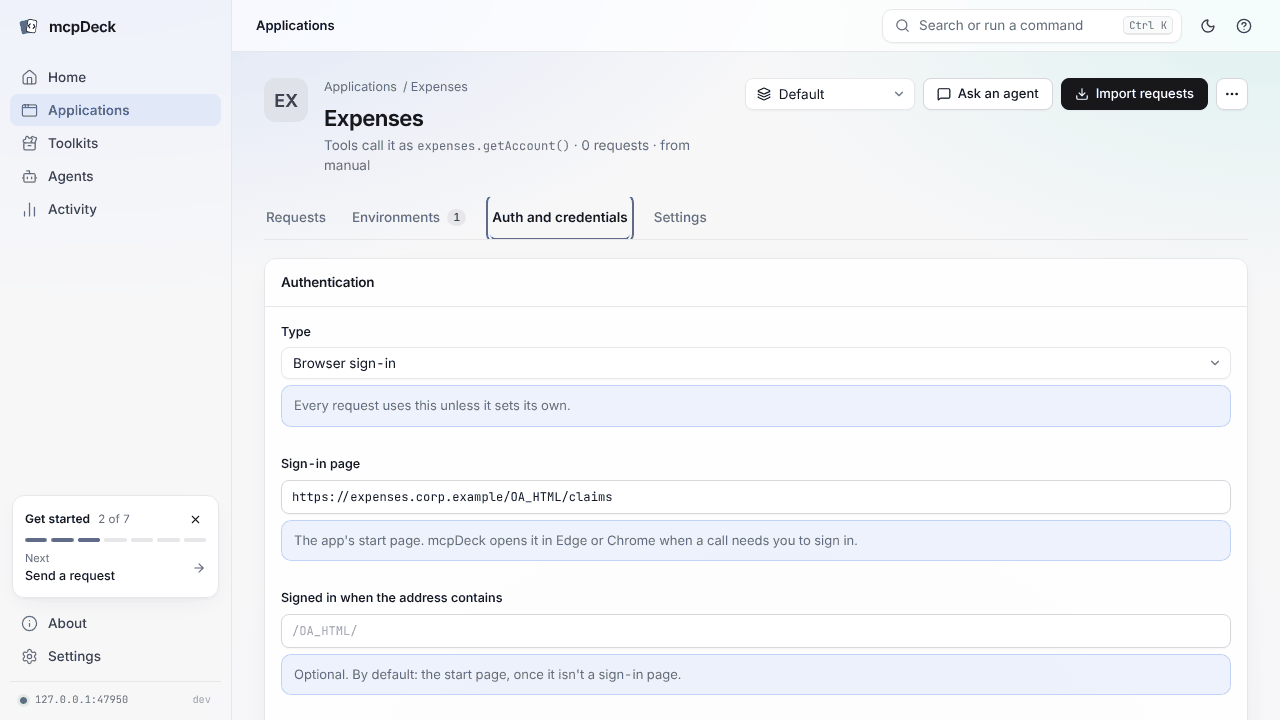 mcpDeck
Applications
Search or run a command
Ctrl K
Home
Applications
Toolkits
Agents
Activity
EX
Applications / Expenses
Expenses
Tools call it as expenses.getAccount() · 0 requests · from
manual
Default
Ask an agent
Import requests
Requests
Environments 1
Auth and credentials
Settings
Authentication
Type
Browser sign-in
Every request uses this unless it sets its own.
Sign-in page
https://expenses.corp.example/OA_HTML/claims
The app's start page. mcpDeck opens it in Edge or Chrome when a call needs you to sign in.
Signed in when the address contains
/OA_HTML/
Optional. By default: the start page, once it isn't a sign-in page.
Get started 2 of 7
Next
Send a request
About
Settings
127.0.0.1:47950
dev